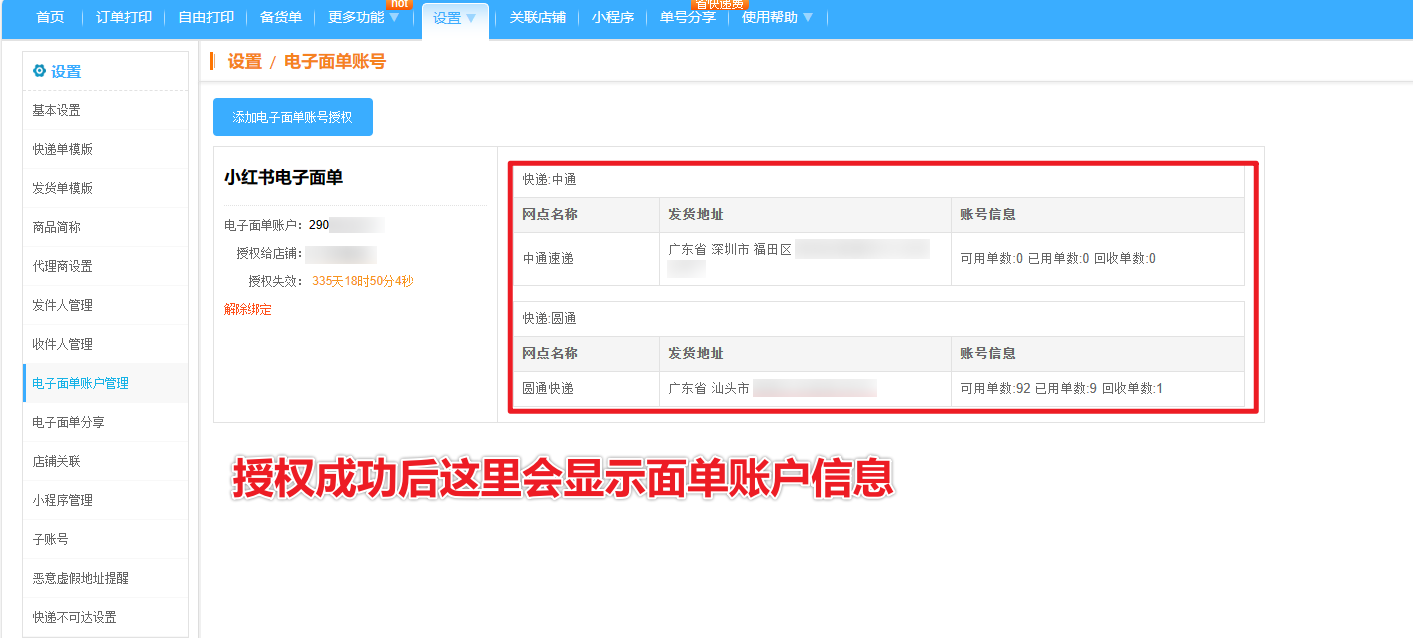 首页 订单打印 自由打印 备货单 更多功能 hot 设置 关联店铺 小程序 单号分享 省快递费 使用帮助
设置
基本设置
快递单模版
发货单模版
商品简称
代理商设置
发件人管理
收件人管理
电子面单账户管理
电子面单分享
店铺关联
小程序管理
子账号
恶意虚假地址提醒
快递不可达设置
设置 / 电子面单账号
添加电子面单账号授权
小红书电子面单
电子面单账户: 290
授权给店铺:
授权失效: 335天18时50分4秒
解除绑定
快递:中通
网点名称 发货地址 账号信息
中通速递 广东省 深圳市 福田区 可用单数:0 已用单数:0 回收单数:0
快递:圆通
网点名称 发货地址 账号信息
圆通快递 广东省 汕头市 可用单数:92 已用单数:9 回收单数:1
授权成功后这里会显示面单账户信息